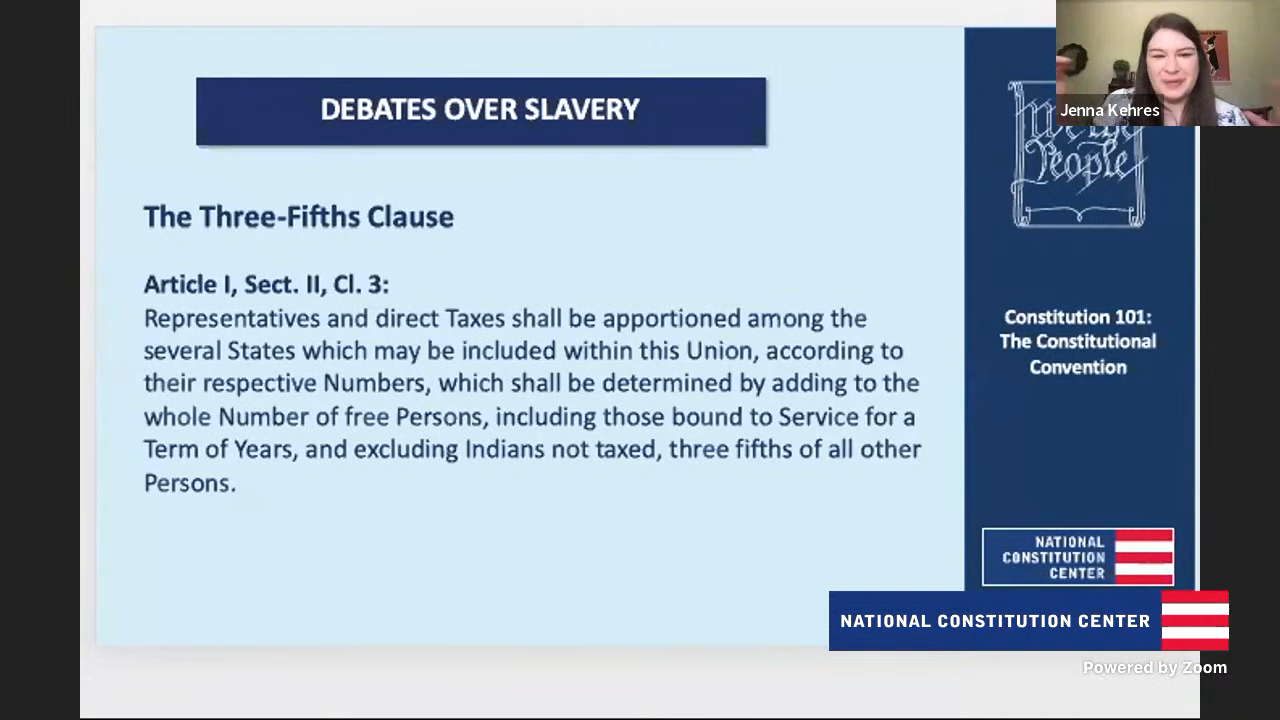 DEBATES OVER SLAVERY
The Three-Fifths Clause
Article I, Sect. II, Cl. 3:
Representatives and direct Taxes shall be apportioned among the
several States which may be included within this Union, according to
their respective Numbers, which shall be determined by adding to the
whole Number of free Persons, including those bound to Service for a
Term of Years, and excluding Indians not taxed, three fifths of all other
Persons.
Jenna Kehres
We the
People
Constitution 101:
The Constitutional
Convention
NATIONAL
CONSTITUTION
CENTER
NATIONAL CONSTITUTION CENTER
Powered by Zoom